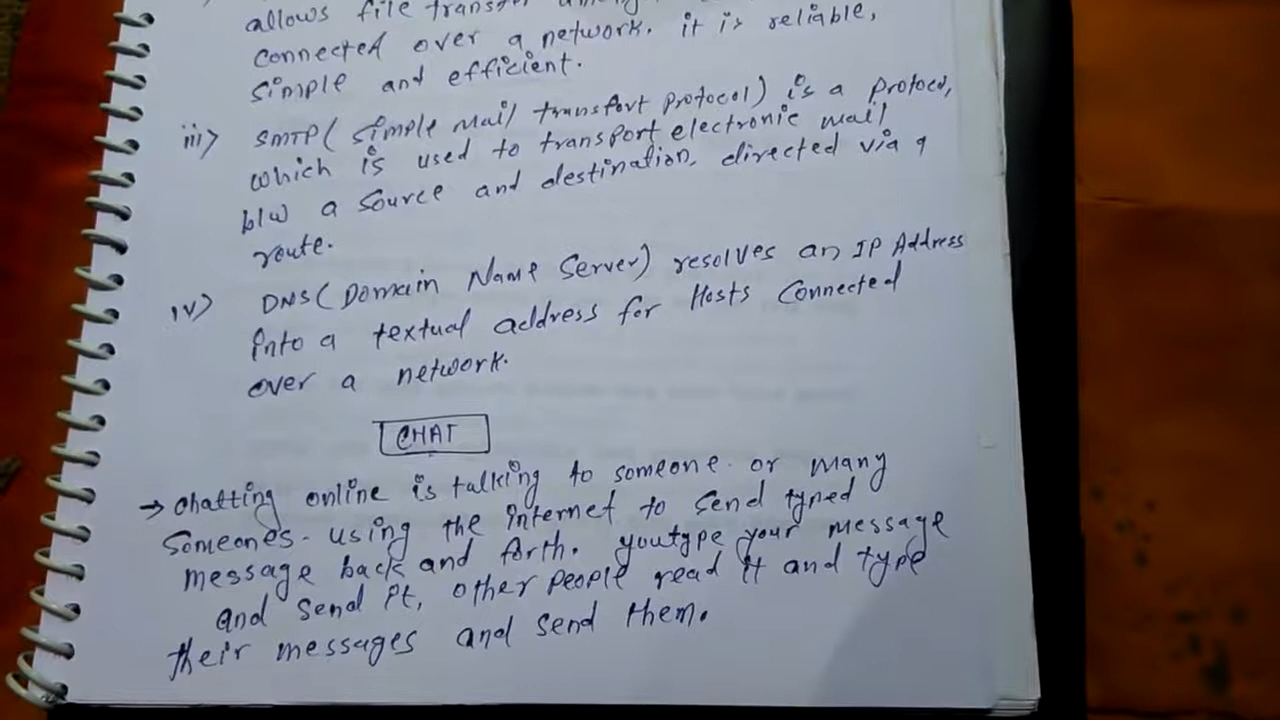 allows file transfer among
connected over a network. it is reliable,
simple and efficient.
iii) SMTP( Simple Mail transport protocol) is a protocol,
which is used to transport electronic mail
b/w a source and destination, directed via a
route.
iv) DNS( Domain Name Server) resolves an IP Address
into a textual address for Hosts Connected
over a network.
CHAT
→ Chatting online is talking to someone. or many
someones. using the internet to send typed
message back and forth. you type your message
and send it, other people read it and type
their messages and send them.